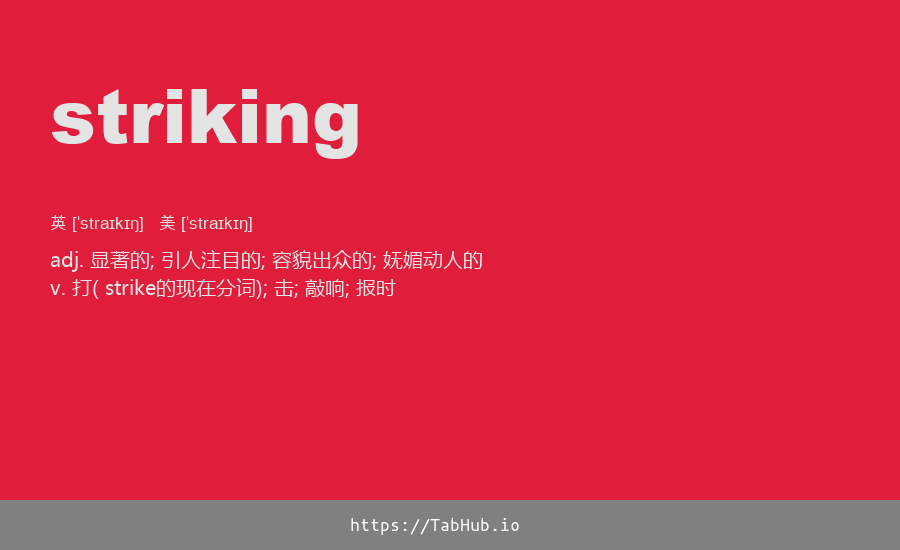 striking
英 [ˈstraɪkɪŋ] 美 [ˈstraɪkɪŋ]
adj. 显著的; 引人注目的; 容貌出众的; 妩媚动人的
v. 打( strike的现在分词); 击; 敲响; 报时
https://TabHub.io